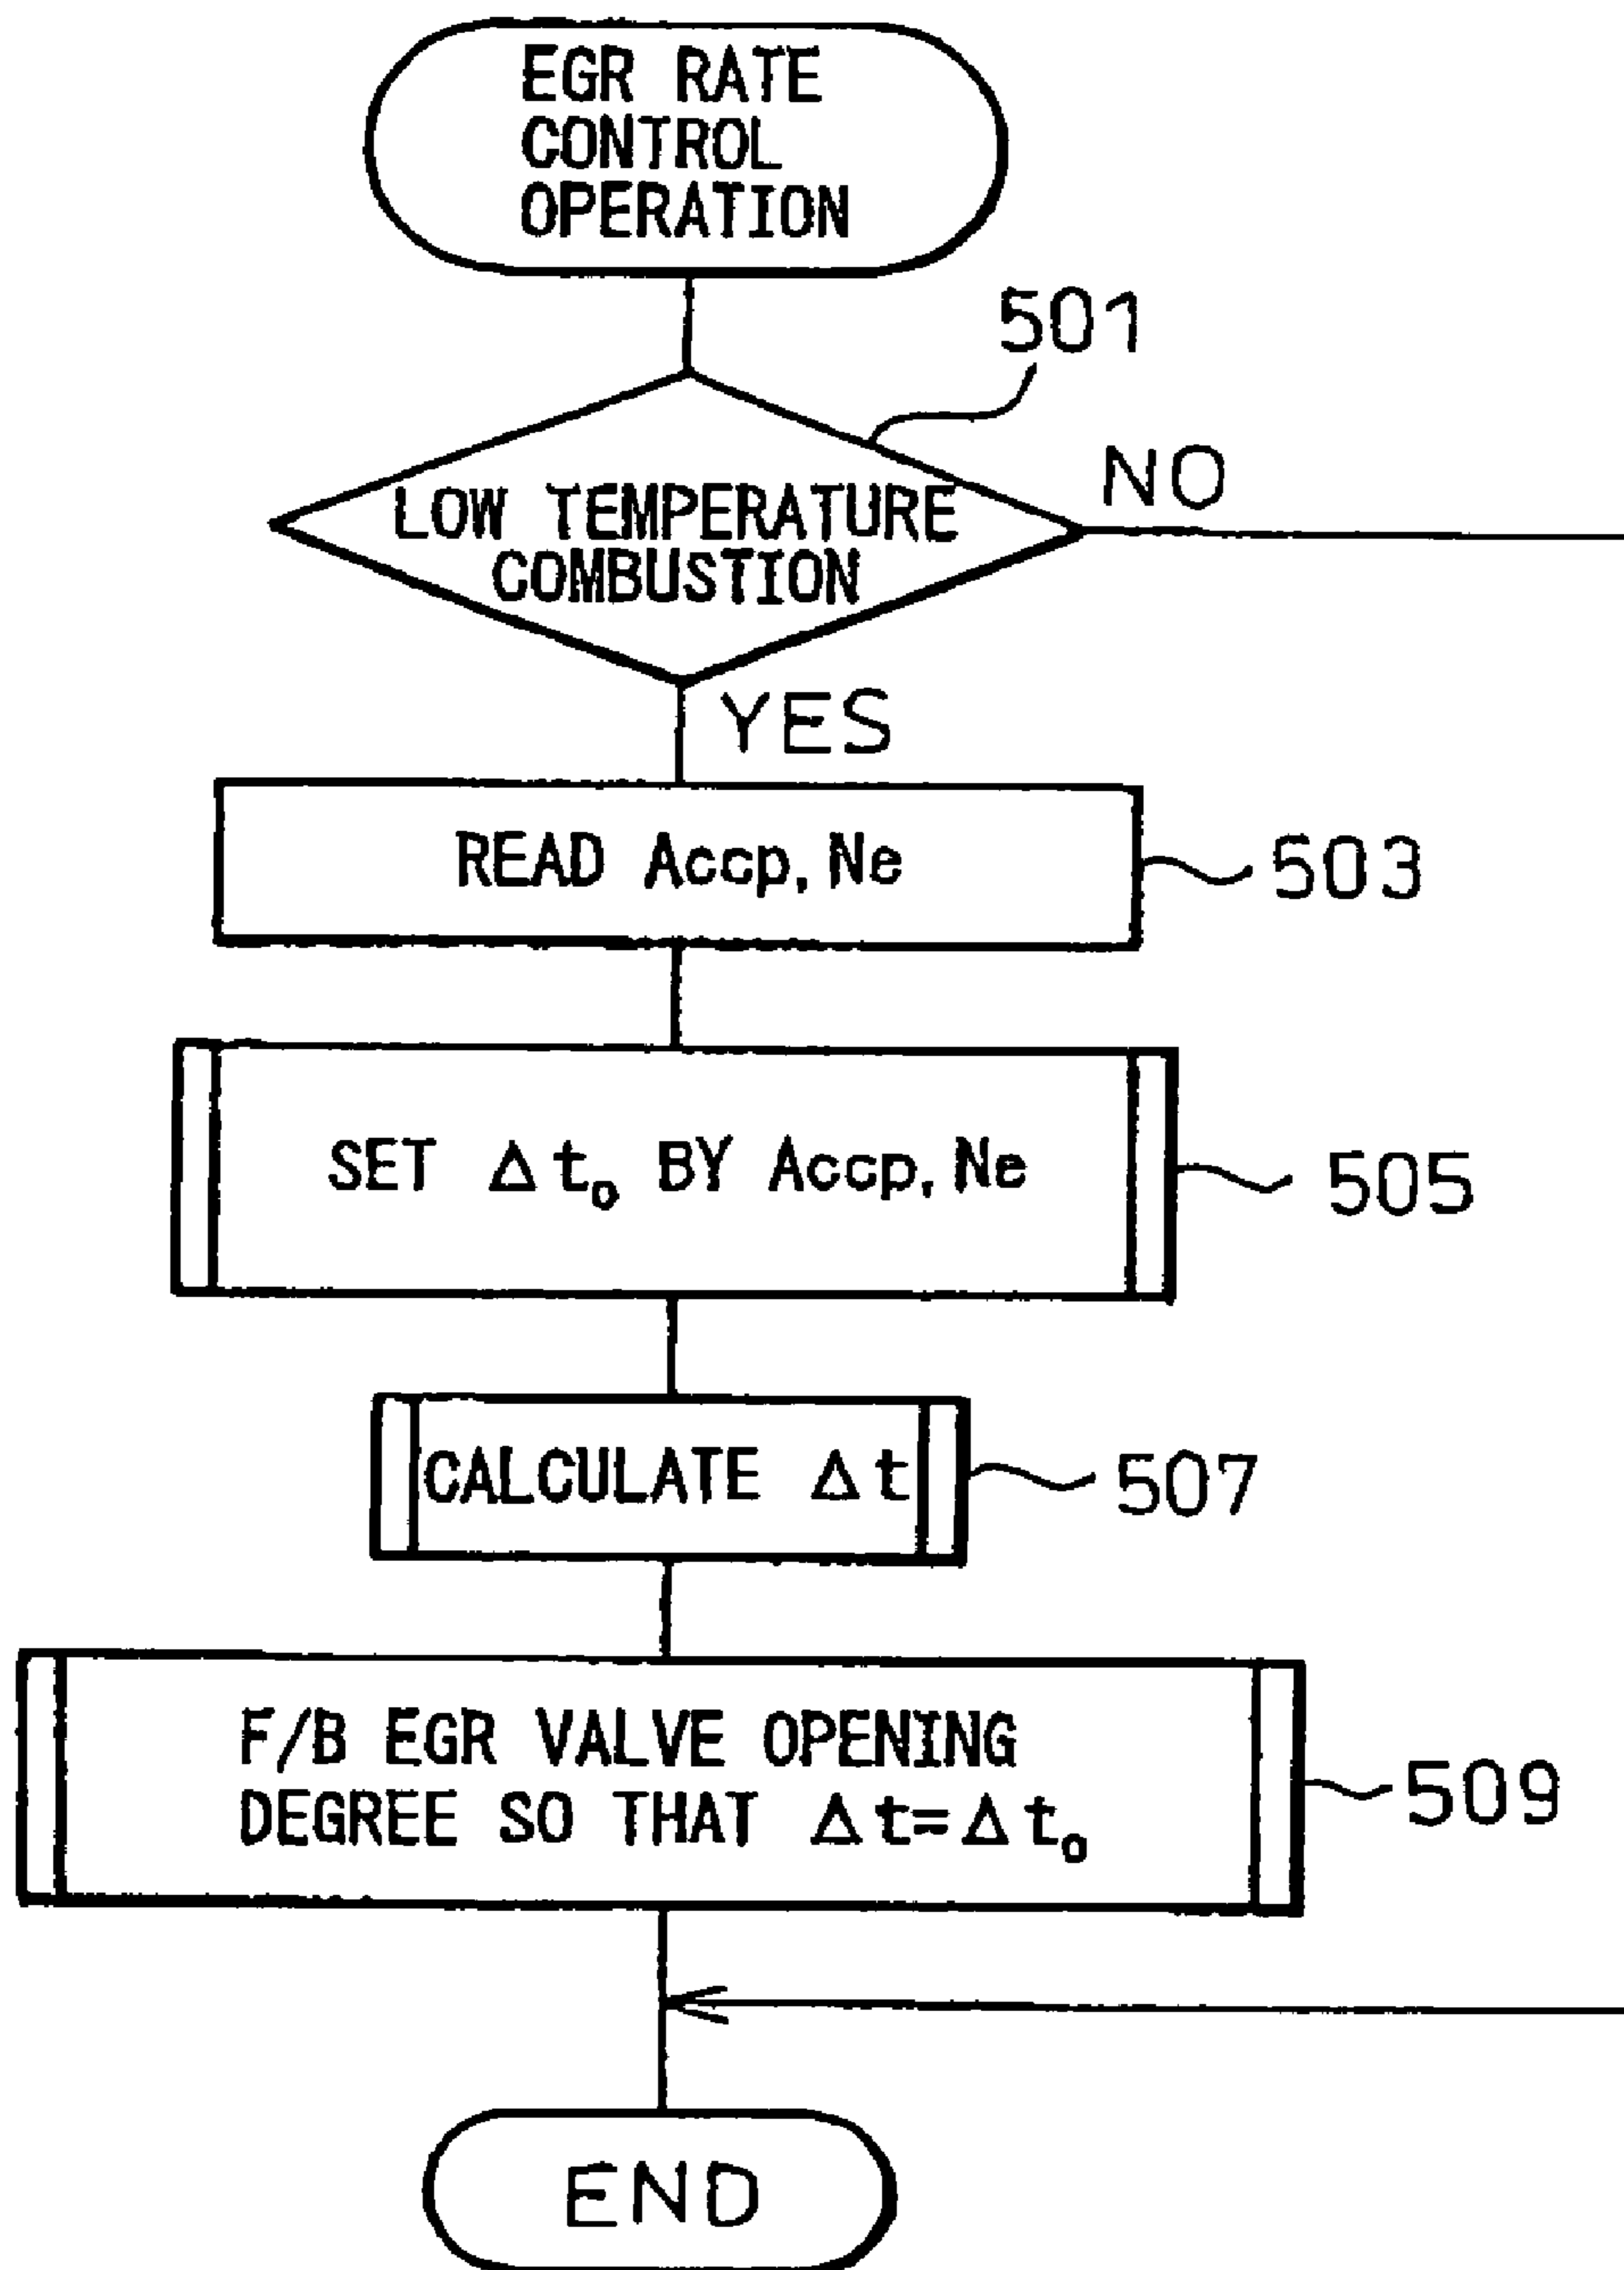 EGR RATE
CONTROL
OPERATION
501
LOW TEMPERATURE
COMBUSTION
NO
YES
READ Accp, Ne
503
SET Δt₀ BY Accp, Ne
505
CALCULATE Δt
507
F/B EGR VALVE OPENING
DEGREE SO THAT Δt=Δt₀
509
END